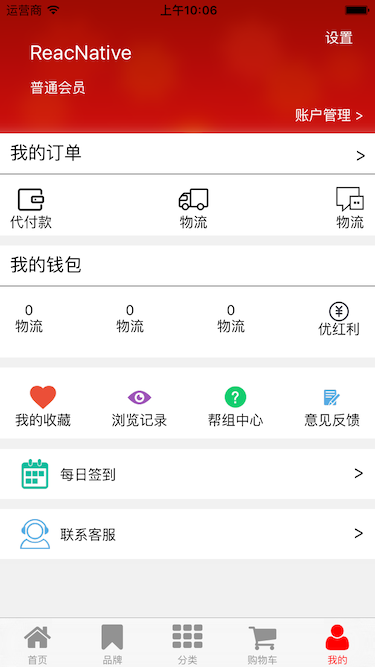 运营商 上午10:06
设置
ReacNative
普通会员
账户管理 >
我的订单 >
代付款 物流 物流
我的钱包
0 0 0
物流 物流 物流 优红利
我的收藏 浏览记录 帮组中心 意见反馈
每日签到 >
联系客服 >
首页 品牌 分类 购物车 我的